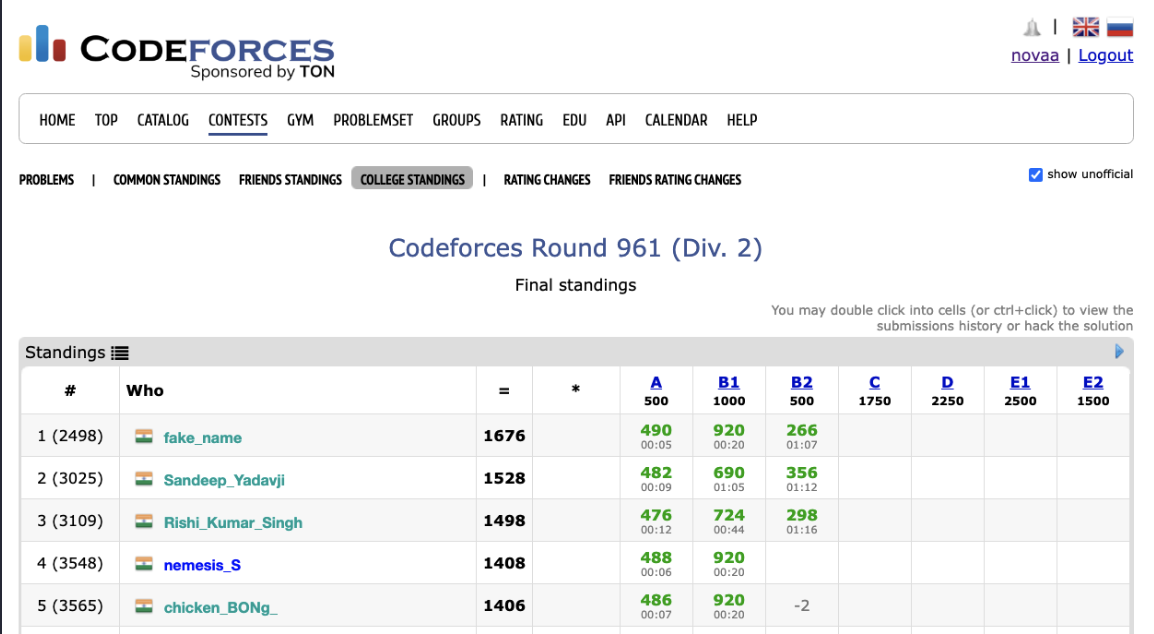 |
CODEFORCES
Sponsored by TON
novaa | Logout
HOME TOP CATALOG CONTESTS GYM PROBLEMSET GROUPS RATING EDU API CALENDAR HELP
PROBLEMS | COMMON STANDINGS FRIENDS STANDINGS COLLEGE STANDINGS | RATING CHANGES FRIENDS RATING CHANGES show unofficial
Codeforces Round 961 (Div. 2)
Final standings
You may double click into cells (or ctrl+click) to view the
submissions history or hack the solution
Standings
# Who = * A B1 B2 C D E1 E2
500 1000 500 1750 2250 2500 1500
1 (2498) fake_name 1676 490 920 266
00:05 00:20 01:07
2 (3025) Sandeep_Yadavji 1528 482 690 356
00:09 01:05 01:12
3 (3109) Rishi_Kumar_Singh 1498 476 724 298
00:12 00:44 01:16
4 (3548) nemesis_S 1408 488 920
00:06 00:20
5 (3565) chicken_BONg_ 1406 486 920 -2
00:07 00:20